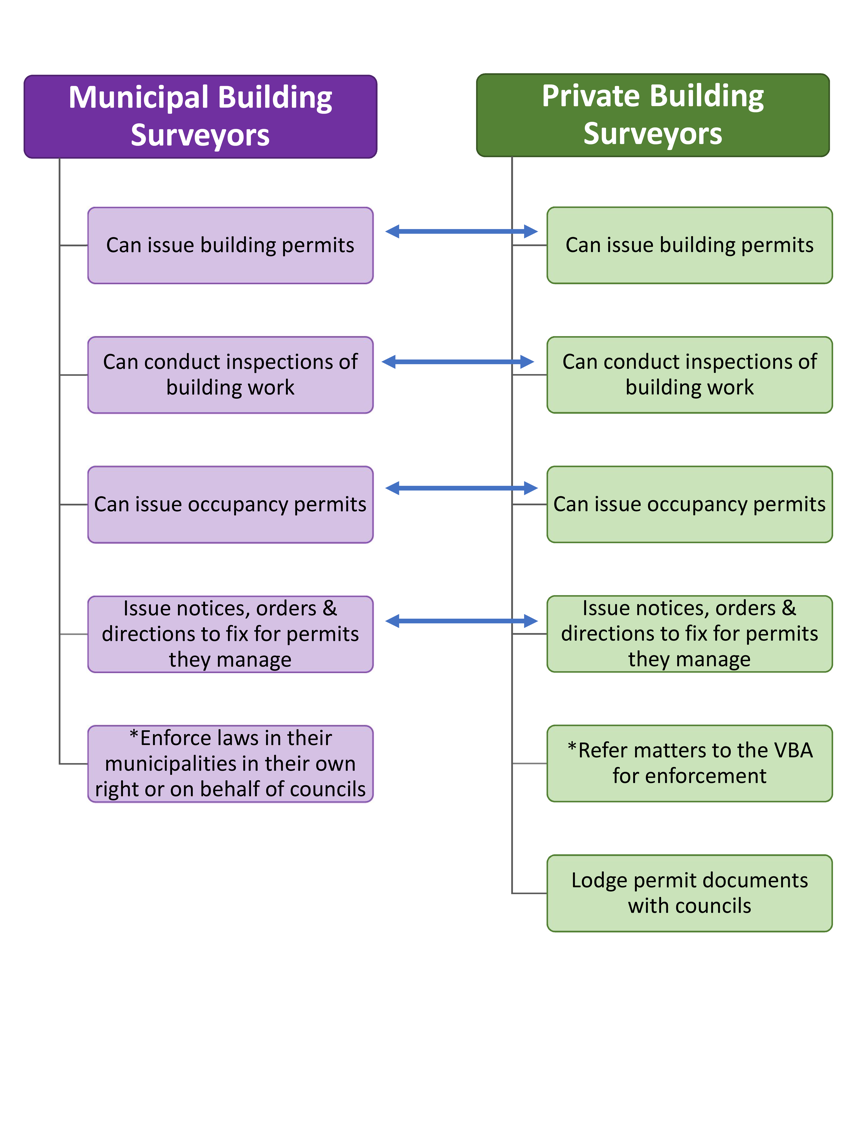 Municipal Building
Surveyors
Can issue building permits
Can conduct inspections of
building work
Can issue occupancy permits
Issue notices, orders &
directions to fix for permits
they manage
*Enforce laws in their
municipalities in their own
right or on behalf of councils
Private Building
Surveyors
Can issue building permits
Can conduct inspections of
building work
Can issue occupancy permits
Issue notices, orders &
directions to fix for permits
they manage
*Refer matters to the VBA
for enforcement
Lodge permit documents
with councils